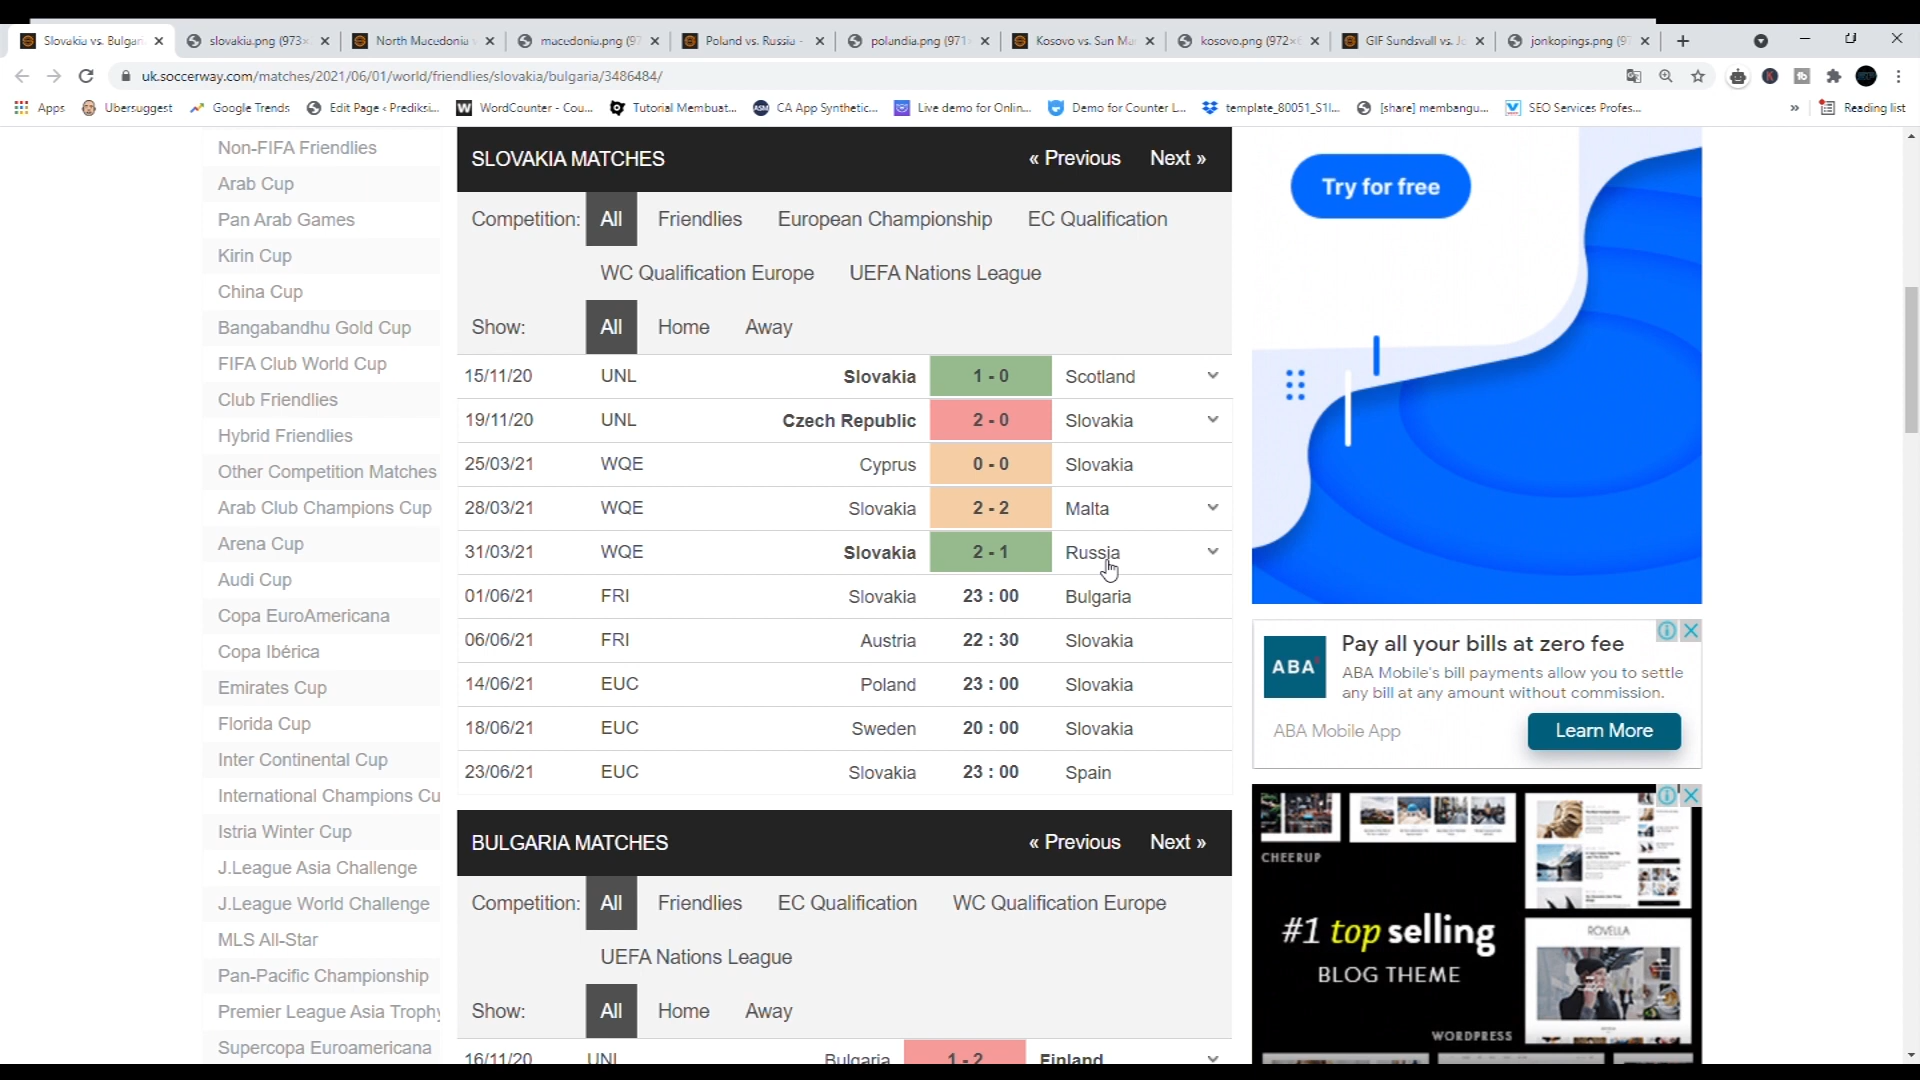 Slovakia vs. Bulgari
slovakia.png (973×
North Macedonia
macedonia.png (97
Poland vs. Russia -
polandia.png (971
Kosovo vs. San Ma
kosovo.png (972×6
GIF Sundsvall vs. Jo
jonkopings.png (97
uk.soccerway.com/matches/2021/06/01/world/friendlies/slovakia/bulgaria/3486484/
Apps
Ubersuggest
Google Trends
Edit Page ‹ Prediksi...
WordCounter - Cou...
Tutorial Membuat...
CA App Synthetic...
Live demo for Onlin...
Demo for Counter L...
template_80051_S1I...
[share] membangu...
SEO Services Profes...
»
Reading list
Non-FIFA Friendlies
Arab Cup
Pan Arab Games
Kirin Cup
China Cup
Bangabandhu Gold Cup
FIFA Club World Cup
Club Friendlies
Hybrid Friendlies
Other Competition Matches
Arab Club Champions Cup
Arena Cup
Audi Cup
Copa EuroAmericana
Copa Ibérica
Emirates Cup
Florida Cup
Inter Continental Cup
International Champions Cu
Istria Winter Cup
J.League Asia Challenge
J.League World Challenge
MLS All-Star
Pan-Pacific Championship
Premier League Asia Trophy
Supercopa Euroamericana
SLOVAKIA MATCHES « Previous Next »
Competition: All Friendlies European Championship EC Qualification
WC Qualification Europe UEFA Nations League
Show: All Home Away
15/11/20 UNL Slovakia 1 - 0 Scotland
19/11/20 UNL Czech Republic 2 - 0 Slovakia
25/03/21 WQE Cyprus 0 - 0 Slovakia
28/03/21 WQE Slovakia 2 - 2 Malta
31/03/21 WQE Slovakia 2 - 1 Russia
01/06/21 FRI Slovakia 23 : 00 Bulgaria
06/06/21 FRI Austria 22 : 30 Slovakia
14/06/21 EUC Poland 23 : 00 Slovakia
18/06/21 EUC Sweden 20 : 00 Slovakia
23/06/21 EUC Slovakia 23 : 00 Spain
BULGARIA MATCHES « Previous Next »
Competition: All Friendlies EC Qualification WC Qualification Europe
UEFA Nations League
Show: All Home Away
16/11/20 UNL Bulgaria 1 - 2 Finland
Try for free
ABA'
Pay all your bills at zero fee
ABA Mobile's bill payments allow you to settle
any bill at any amount without commission.
ABA Mobile App
Learn More
CHEERUP
#1 top selling
BLOG THEME
WORDPRESS
ROVELLA